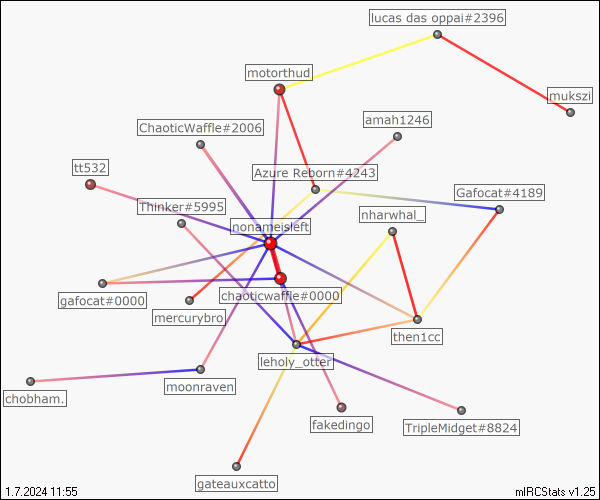 lucas das oppai#2396
motorthud
mukszi
amah1246
ChaoticWaffle#2006
tt532
Azure Reborn#4243
Gafocat#4189
Thinker#5995
nharwhal_
nonameisleft
gafocat#0000
chaoticwaffle#0000
mercurybro
then1cc
leholy_otter
moonraven
chobham.
fakedingo
TripleMidget#8824
gateauxcatto
1.7.2024 11:55
mIRCStats v1.25